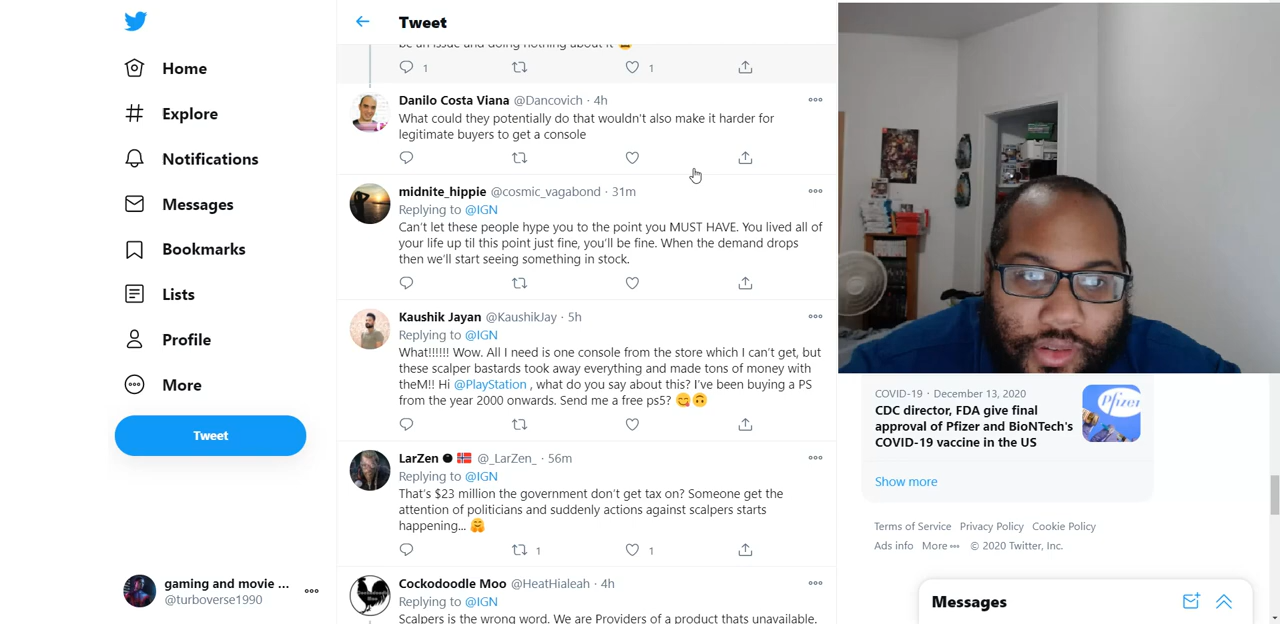 Tweet
be an issue and doing nothing about it
1
1
Danilo Costa Viana @Dancovich · 4h
What could they potentially do that wouldn't also make it harder for
legitimate buyers to get a console
midnite_hippie @cosmic_vagabond · 31m
Replying to @IGN
Can't let these people hype you to the point you MUST HAVE. You lived all of
your life up til this point just fine, you'll be fine. When the demand drops
then we'll start seeing something in stock.
Kaushik Jayan @KaushikJay · 5h
Replying to @IGN
What!!!!!! Wow. All I need is one console from the store which I can't get, but
these scalper bastards took away everything and made tons of money with
theM!! Hi @PlayStation , what do you say about this? I've been buying a PS
from the year 2000 onwards. Send me a free ps5? 😋🙃
LarZen @_LarZen_ · 56m
Replying to @IGN
That's $23 million the government don't get tax on? Someone get the
attention of politicians and suddenly actions against scalpers starts
happening... 🤗
1
1
Cockodoodle Moo @HeatHialeah · 4h
Replying to @IGN
Scalpers is the wrong word. We are Providers of a product thats unavailable.
Home
Explore
Notifications
Messages
Bookmarks
Lists
Profile
More
Tweet
gaming and movie ...
@turboverse1990
COVID-19 · December 13, 2020
CDC director, FDA give final
approval of Pfizer and BioNTech's
COVID-19 vaccine in the US
Pfizer
Show more
Terms of Service Privacy Policy Cookie Policy
Ads info More ··· © 2020 Twitter, Inc.
Messages